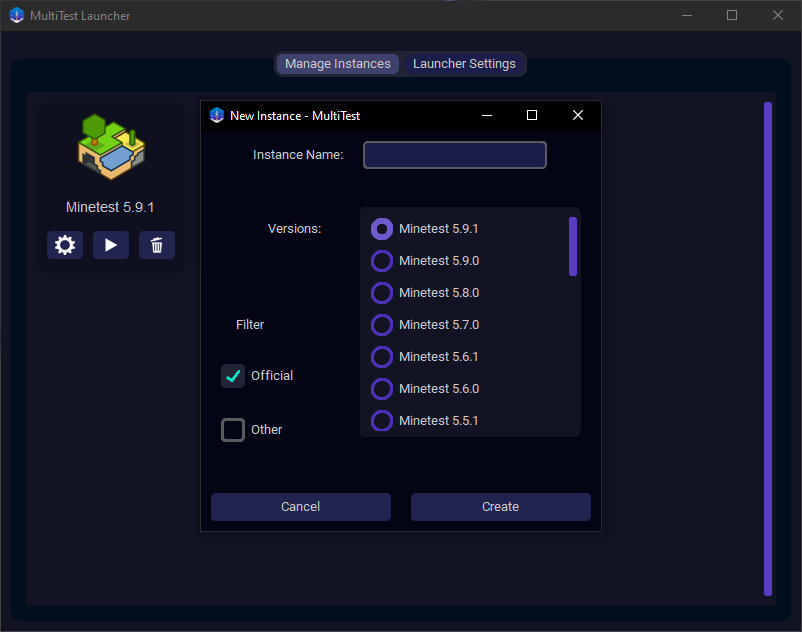 MultiTest Launcher
Manage Instances
Launcher Settings
Minetest 5.9.1
New Instance - MultiTest
Instance Name:
Versions:
Minetest 5.9.1
Minetest 5.9.0
Minetest 5.8.0
Minetest 5.7.0
Minetest 5.6.1
Minetest 5.6.0
Minetest 5.5.1
Filter
Official
Other
Cancel
Create